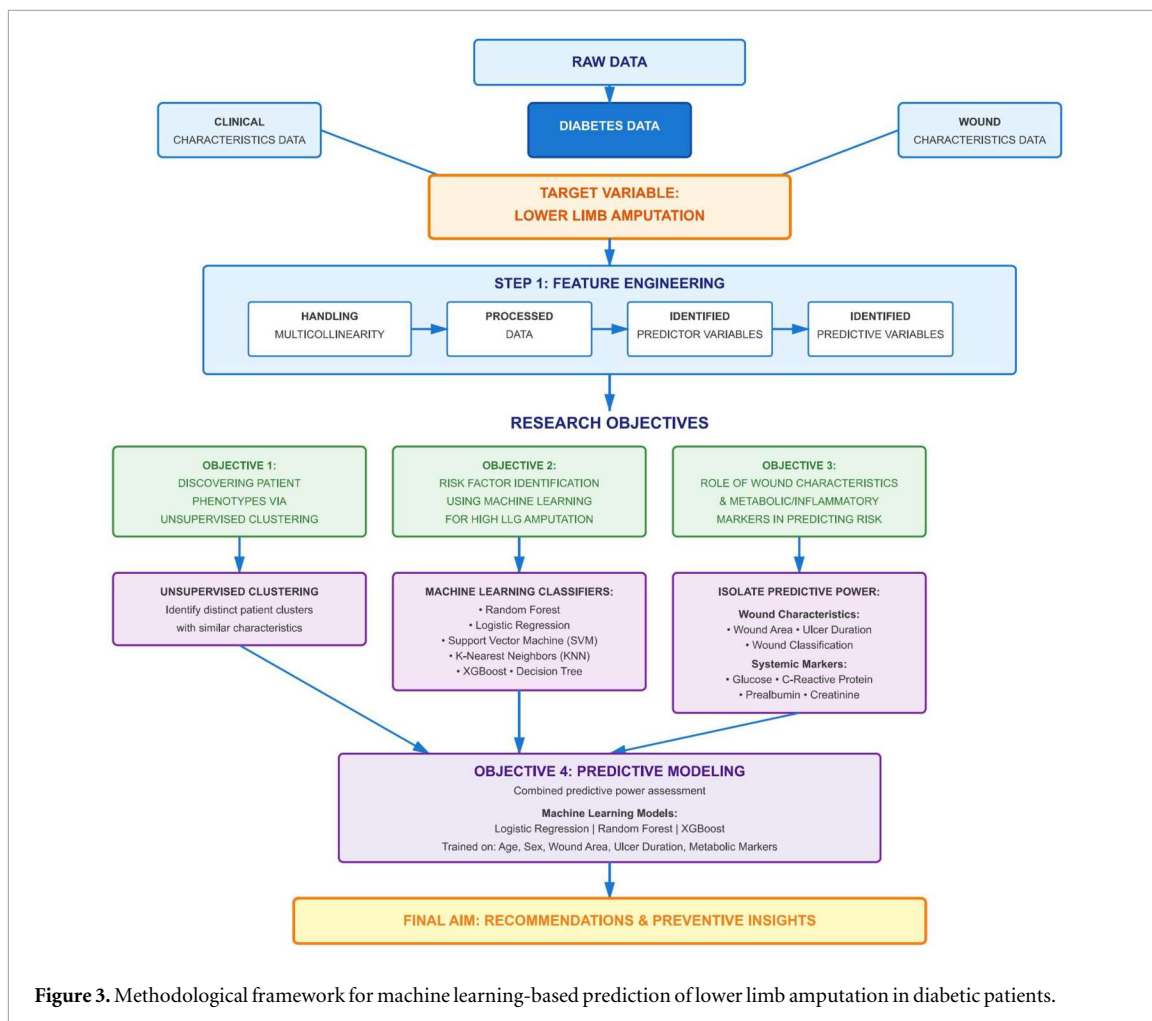 RAW DATA
DIABETES DATA
CLINICAL
CHARACTERISTICS DATA
WOUND
CHARACTERISTICS DATA
TARGET VARIABLE:
LOWER LIMB AMPUTATION
STEP 1: FEATURE ENGINEERING
HANDLING
MULTICOLLINEARITY
PROCESSED
DATA
IDENTIFIED
PREDICTOR VARIABLES
IDENTIFIED
PREDICTIVE VARIABLES
RESEARCH OBJECTIVES
OBJECTIVE 1:
DISCOVERING PATIENT
PHENOTYPES VIA
UNSUPERVISED CLUSTERING
OBJECTIVE 2:
RISK FACTOR IDENTIFICATION
USING MACHINE LEARNING
FOR HIGH LLG AMPUTATION
OBJECTIVE 3:
ROLE OF WOUND CHARACTERISTICS
& METABOLIC/INFLAMMATORY
MARKERS IN PREDICTING RISK
UNSUPERVISED CLUSTERING
Identify distinct patient clusters
with similar characteristics
MACHINE LEARNING CLASSIFIERS:
• Random Forest
• Logistic Regression
• Support Vector Machine (SVM)
• K-Nearest Neighbors (KNN)
• XGBoost • Decision Tree
ISOLATE PREDICTIVE POWER:
Wound Characteristics:
• Wound Area • Ulcer Duration
• Wound Classification
Systemic Markers:
• Glucose • C-Reactive Protein
• Prealbumin • Creatinine
OBJECTIVE 4: PREDICTIVE MODELING
Combined predictive power assessment
Machine Learning Models:
Logistic Regression | Random Forest | XGBoost
Trained on: Age, Sex, Wound Area, Ulcer Duration, Metabolic Markers
FINAL AIM: RECOMMENDATIONS & PREVENTIVE INSIGHTS
Figure 3. Methodological framework for machine learning-based prediction of lower limb amputation in diabetic patients.